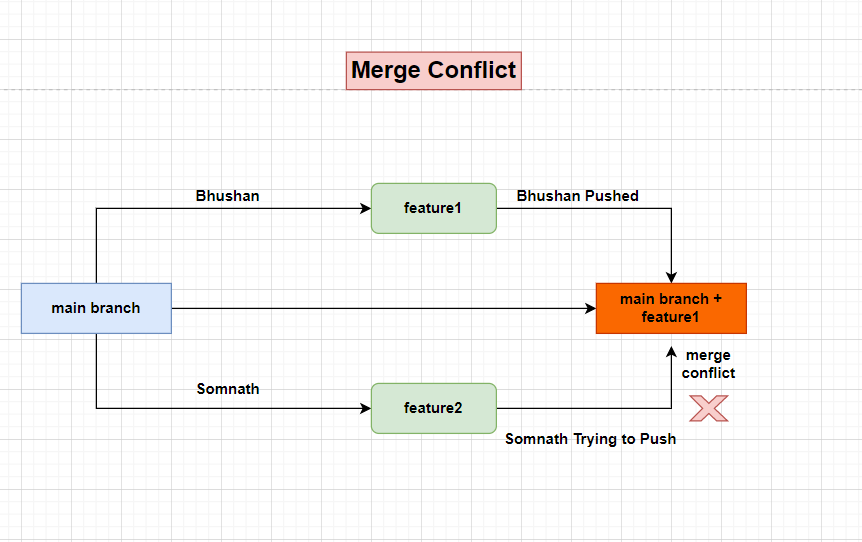 Merge Conflict
Bhushan
feature1
Bhushan Pushed
main branch
main branch +
feature1
merge
conflict
Somnath
feature2
Somnath Trying to Push